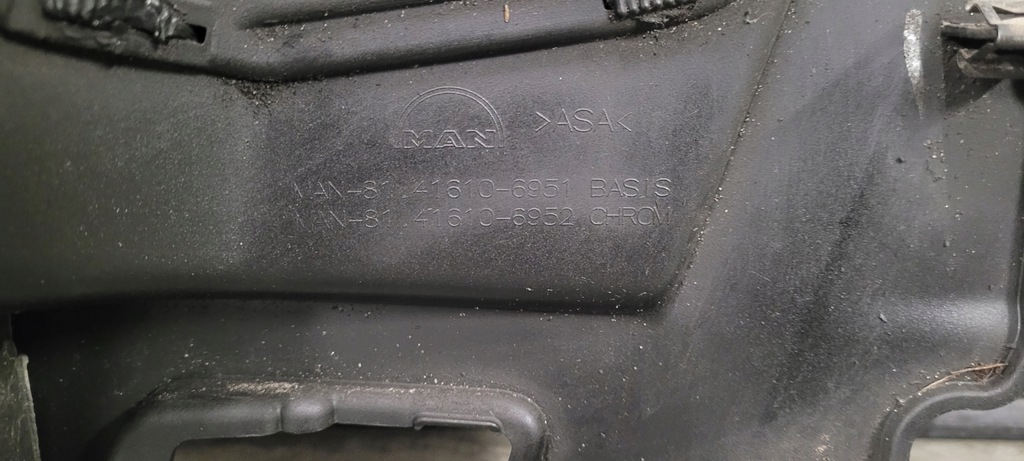 MAN >ASA<
MAN-81.41610-6951 BASIS
MAN-81.41610-6952 CHROM